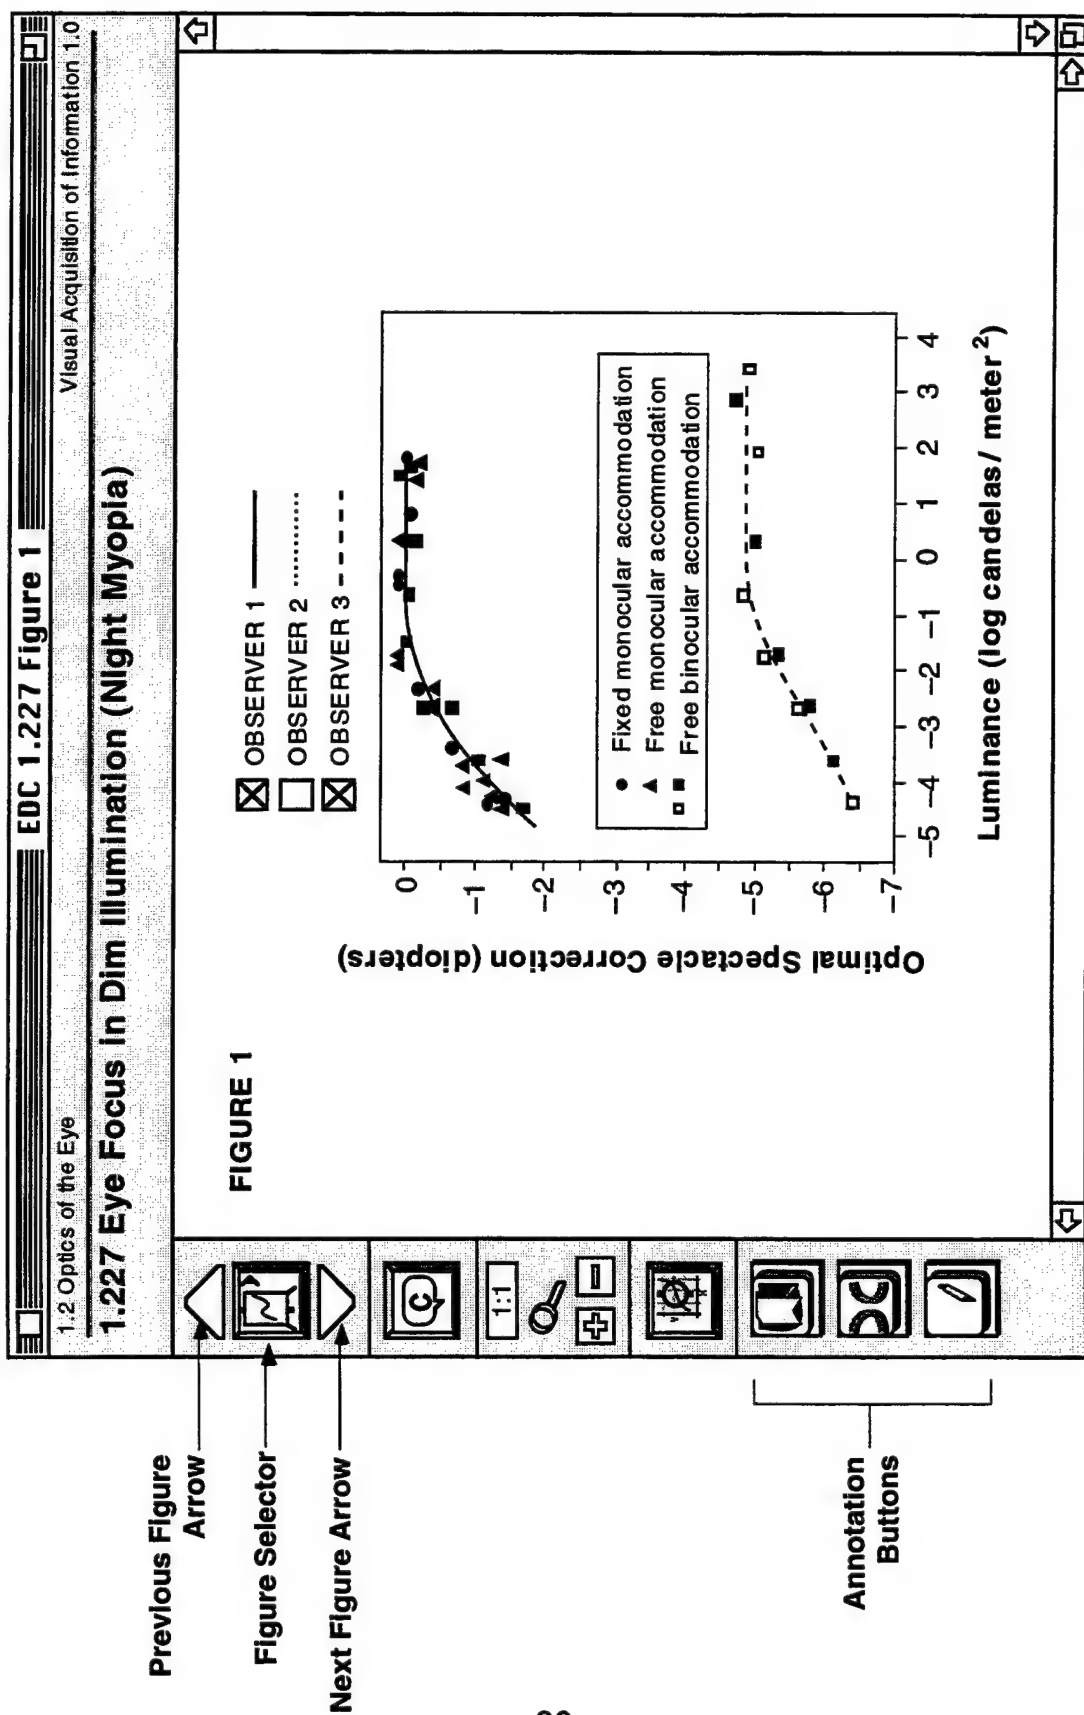 EDC 1.227 Figure 1
1.2 Optics of the Eye
Visual Acquisition of Information 1.0
1.227 Eye Focus in Dim Illumination (Night Myopia)
Previous Figure
Arrow
Figure Selector
Next Figure Arrow
C
1:1
Annotation
Buttons
FIGURE 1
OBSERVER 1
OBSERVER 2
OBSERVER 3
Optimal Spectacle Correction (diopters)
0
-1
-2
-3
-4
-5
-6
-7
Fixed monocular accommodation
Free monocular accommodation
Free binocular accommodation
-5 -4 -3 -2 -1 0 1 2 3 4
Luminance (log candelas / meter ²)